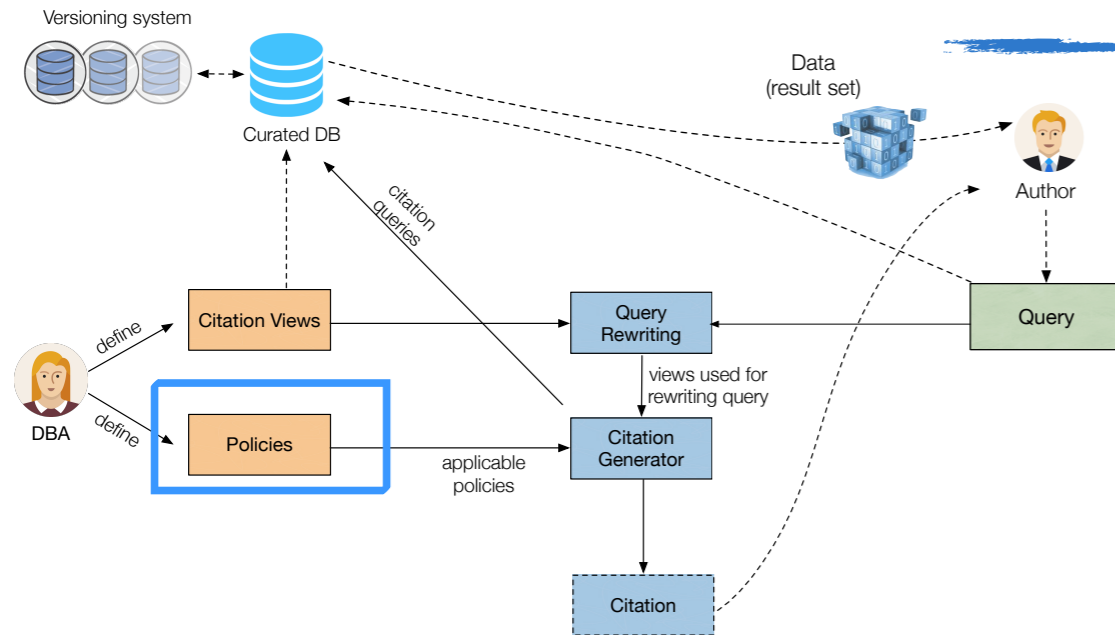 Versioning system
Curated DB
Data
(result set)
Author
citation
queries
define
Citation Views
Query
Rewriting
Query
views used for
rewriting query
DBA
define
Policies
applicable
policies
Citation
Generator
Citation